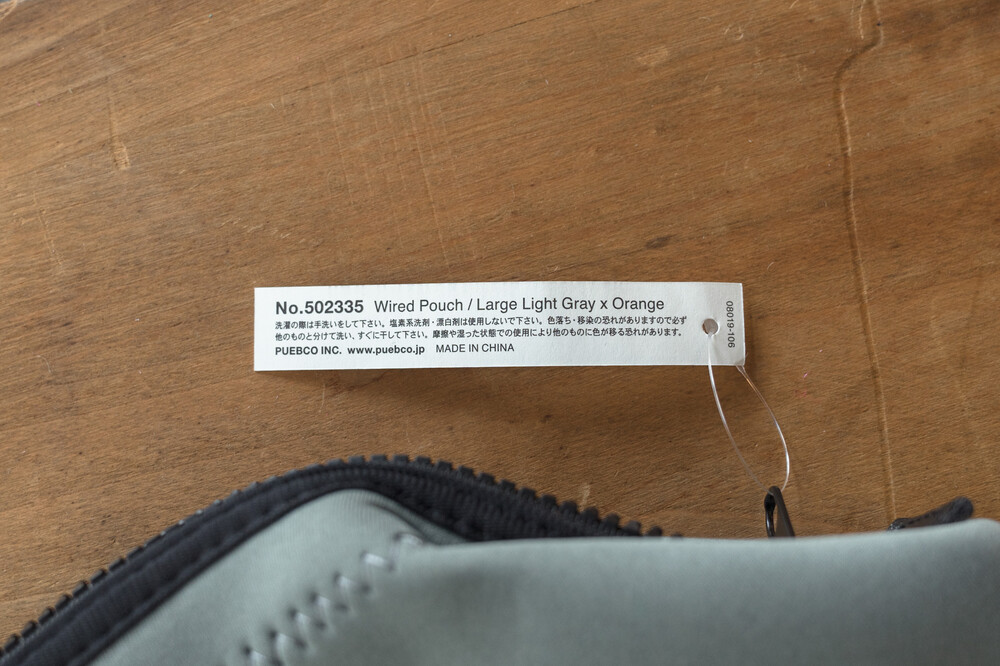 No.502335 Wired Pouch / Large Light Gray x Orange
洗濯の際は手洗いをして下さい。塩素系洗剤・漂白剤は使用しないで下さい。色落ち・移染の恐れがありますので必ず
他のものと分けて洗い、すぐに干して下さい。摩擦や湿った状態での使用により他のものに色が移る恐れがあります。
PUEBCO INC. www.puebco.jp MADE IN CHINA
08019-106